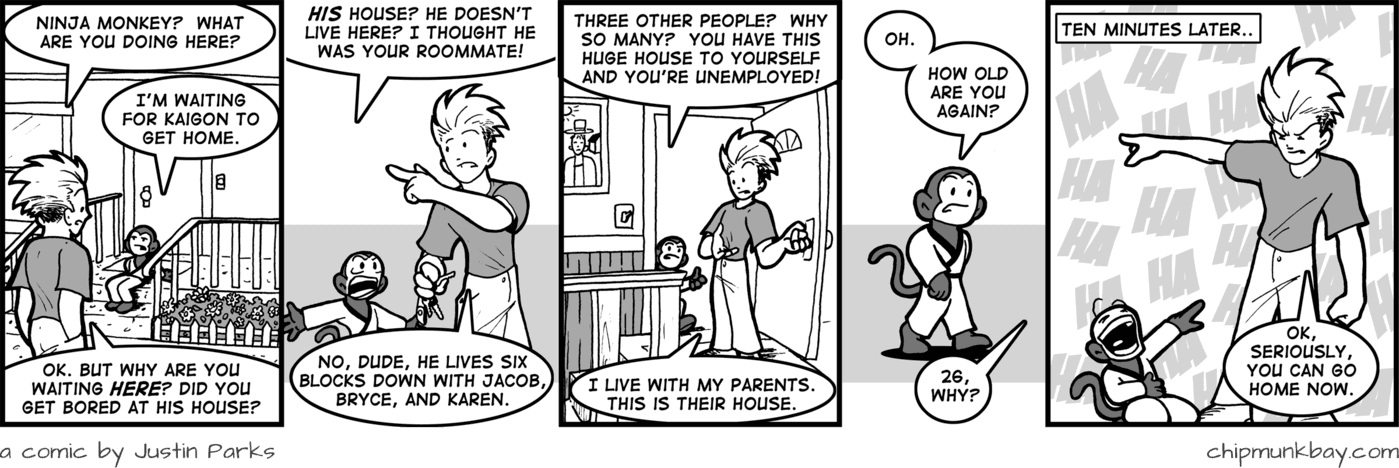 NINJA MONKEY? WHAT
ARE YOU DOING HERE?
I'M WAITING
FOR KAIGON TO
GET HOME.
OK. BUT WHY ARE YOU
WAITING HERE? DID YOU
GET BORED AT HIS HOUSE?
HIS HOUSE? HE DOESN'T
LIVE HERE? I THOUGHT HE
WAS YOUR ROOMMATE!
NO, DUDE, HE LIVES SIX
BLOCKS DOWN WITH JACOB,
BRYCE, AND KAREN.
THREE OTHER PEOPLE? WHY
SO MANY? YOU HAVE THIS
HUGE HOUSE TO YOURSELF
AND YOU'RE UNEMPLOYED!
I LIVE WITH MY PARENTS.
THIS IS THEIR HOUSE.
OH.
HOW OLD
ARE YOU
AGAIN?
26,
WHY?
TEN MINUTES LATER..
HA
HA
HA
HA
HA
HA
HA
HA
HA
HA
HA
HA
OK,
SERIOUSLY,
YOU CAN GO
HOME NOW.
a comic by Justin Parks
chipmunkbay.com